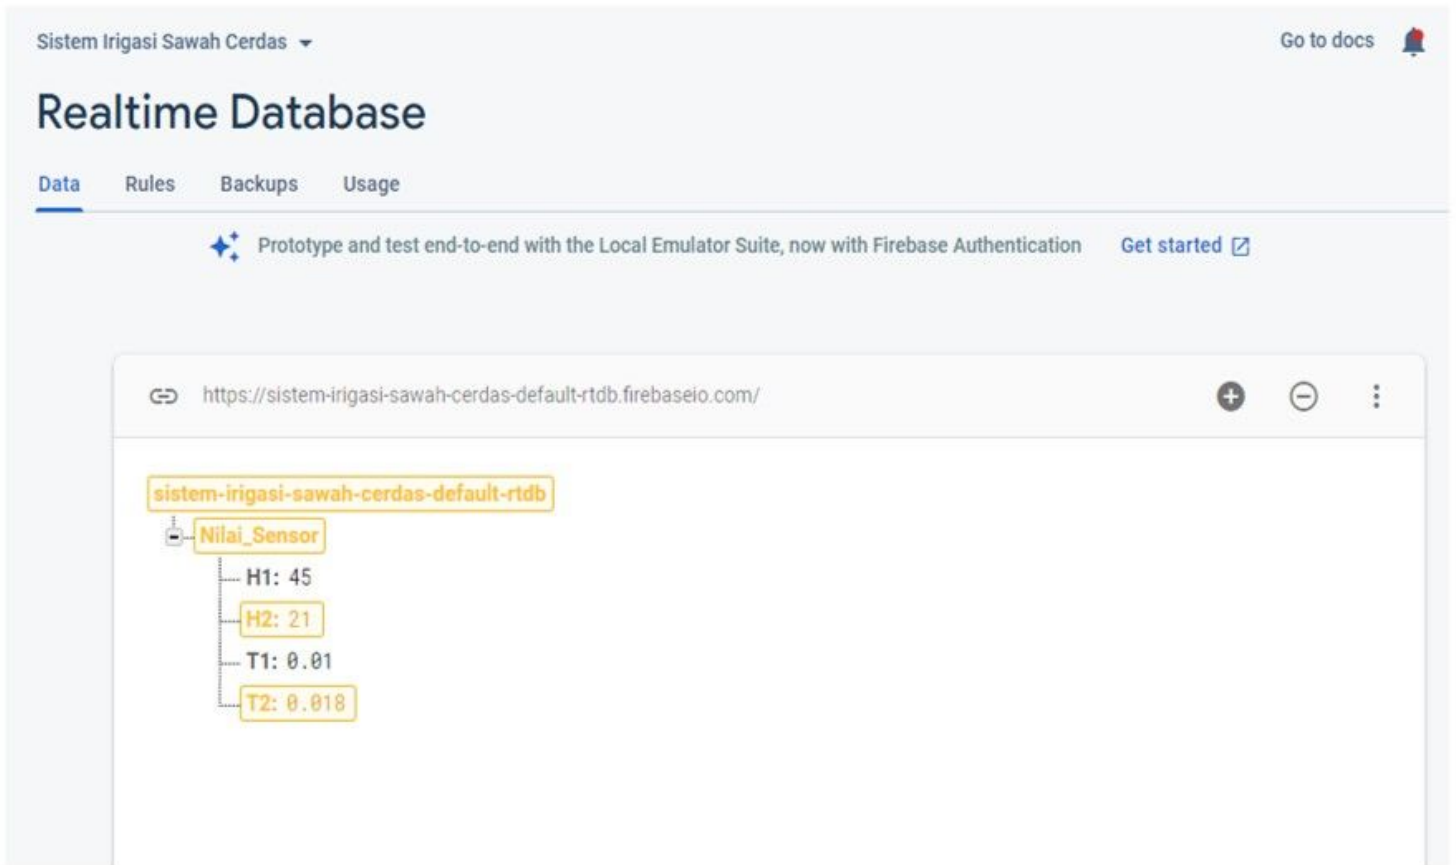 Sistem Irigasi Sawah Cerdas Go to docs
Realtime Database
Data Rules Backups Usage
Prototype and test end-to-end with the Local Emulator Suite, now with Firebase Authentication Get started
https://sistem-irigasi-sawah-cerdas-default-rtdb.firebaseio.com/
sistem-irigasi-sawah-cerdas-default-rtdb
Nilai_Sensor
H1: 45
H2: 21
T1: 0.01
T2: 0.018